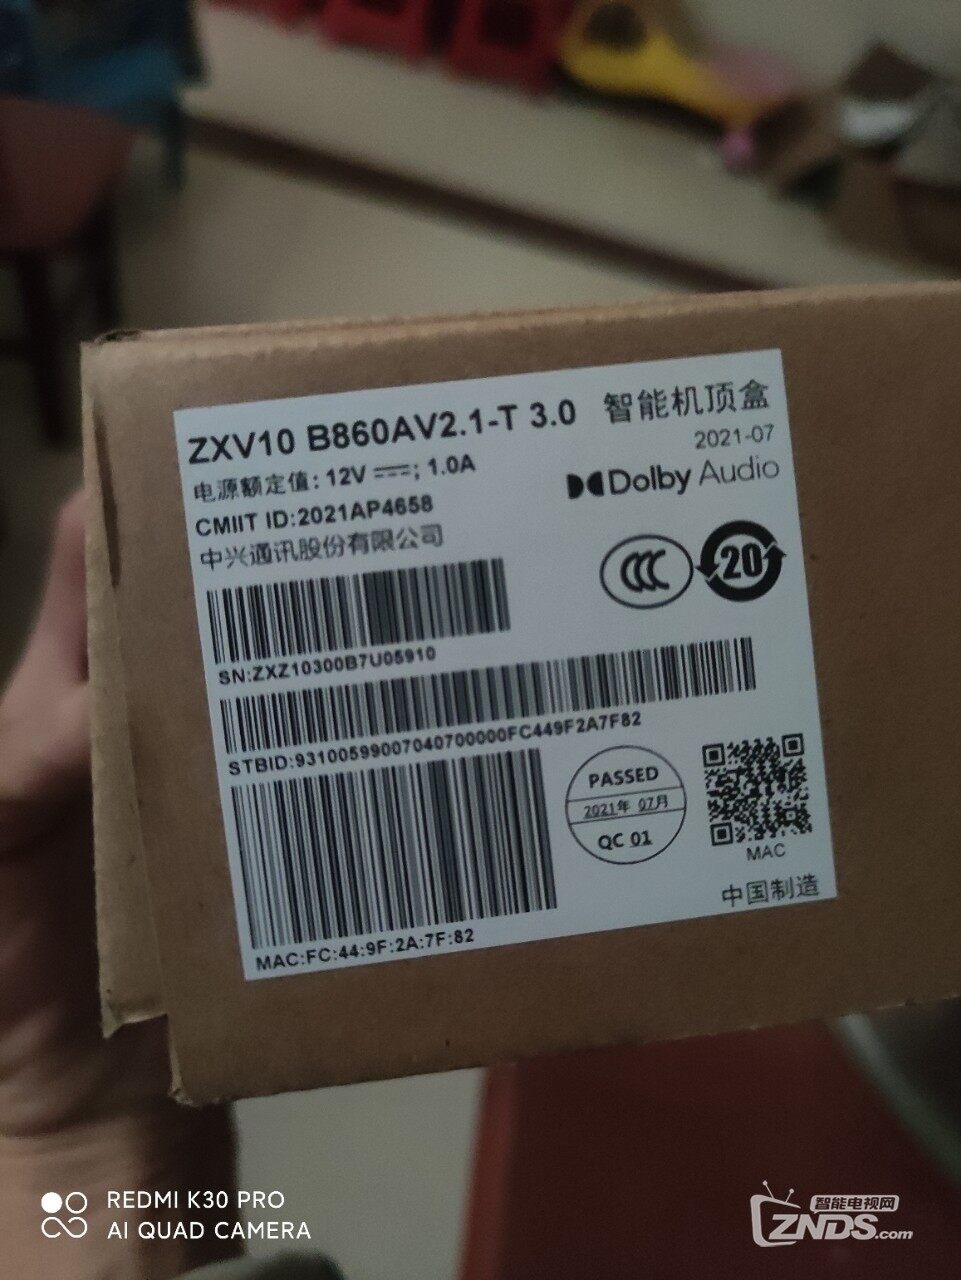 ZXV10 B860AV2.1-T 3.0 智能机顶盒
2021-07
电源额定值: 12V ⎓; 1.0A
Dolby Audio
CMIIT ID:2021AP4658
中兴通讯股份有限公司
CCC
20
SN:ZXZ10300B7U05910
STBID:93100599007040700000FC449F2A7F82
PASSED
2021年 07月
QC 01
MAC
中国制造
MAC:FC:44:9F:2A:7F:82
REDMI K30 PRO
AI QUAD CAMERA
智能电视网
ZNDS.com